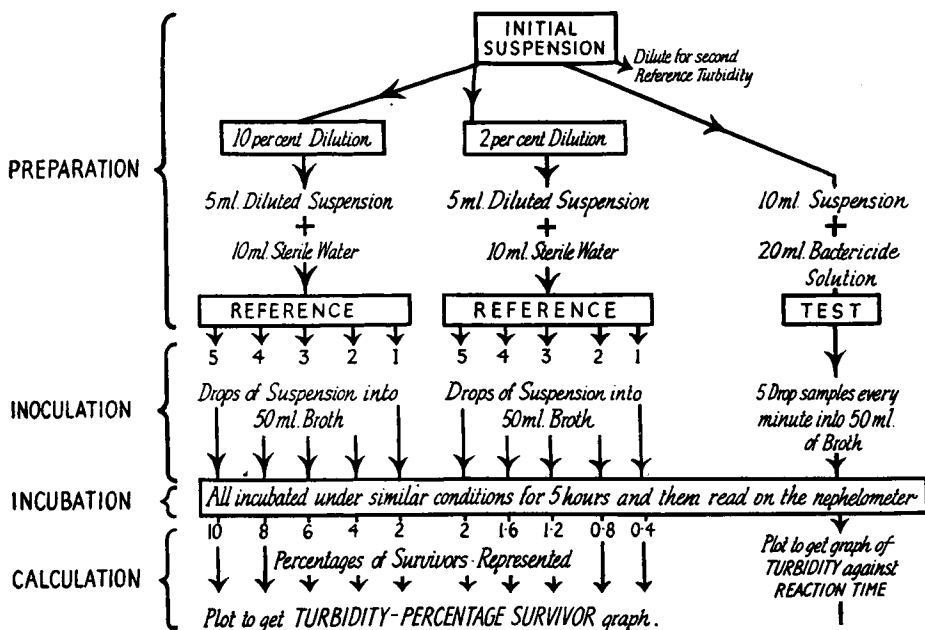 INITIAL
SUSPENSION
Dilute for second
Reference Turbidity
PREPARATION
10 percent Dilution
2 per cent Dilution
5 ml. Diluted Suspension
+
10 ml. Sterile Water
5 ml. Diluted Suspension
+
10 ml. Sterile Water
10 ml. Suspension
+
20 ml. Bactericide
Solution
REFERENCE
REFERENCE
TEST
5 4 3 2 1
5 4 3 2 1
INOCULATION
Drops of Suspension into
50 ml. Broth
Drops of Suspension into
50 ml. Broth
5 Drop samples every
minute into 50 ml.
of Broth
INCUBATION
All incubated under similar conditions for 5 hours and them read on the nephelometer
10 8 6 4 2 2 1·6 1·2 0·8 0·4
CALCULATION
Percentages of Survivors · Represented
Plot to get TURBIDITY-PERCENTAGE SURVIVOR graph.
Plot to get graph of
TURBIDITY against
REACTION TIME